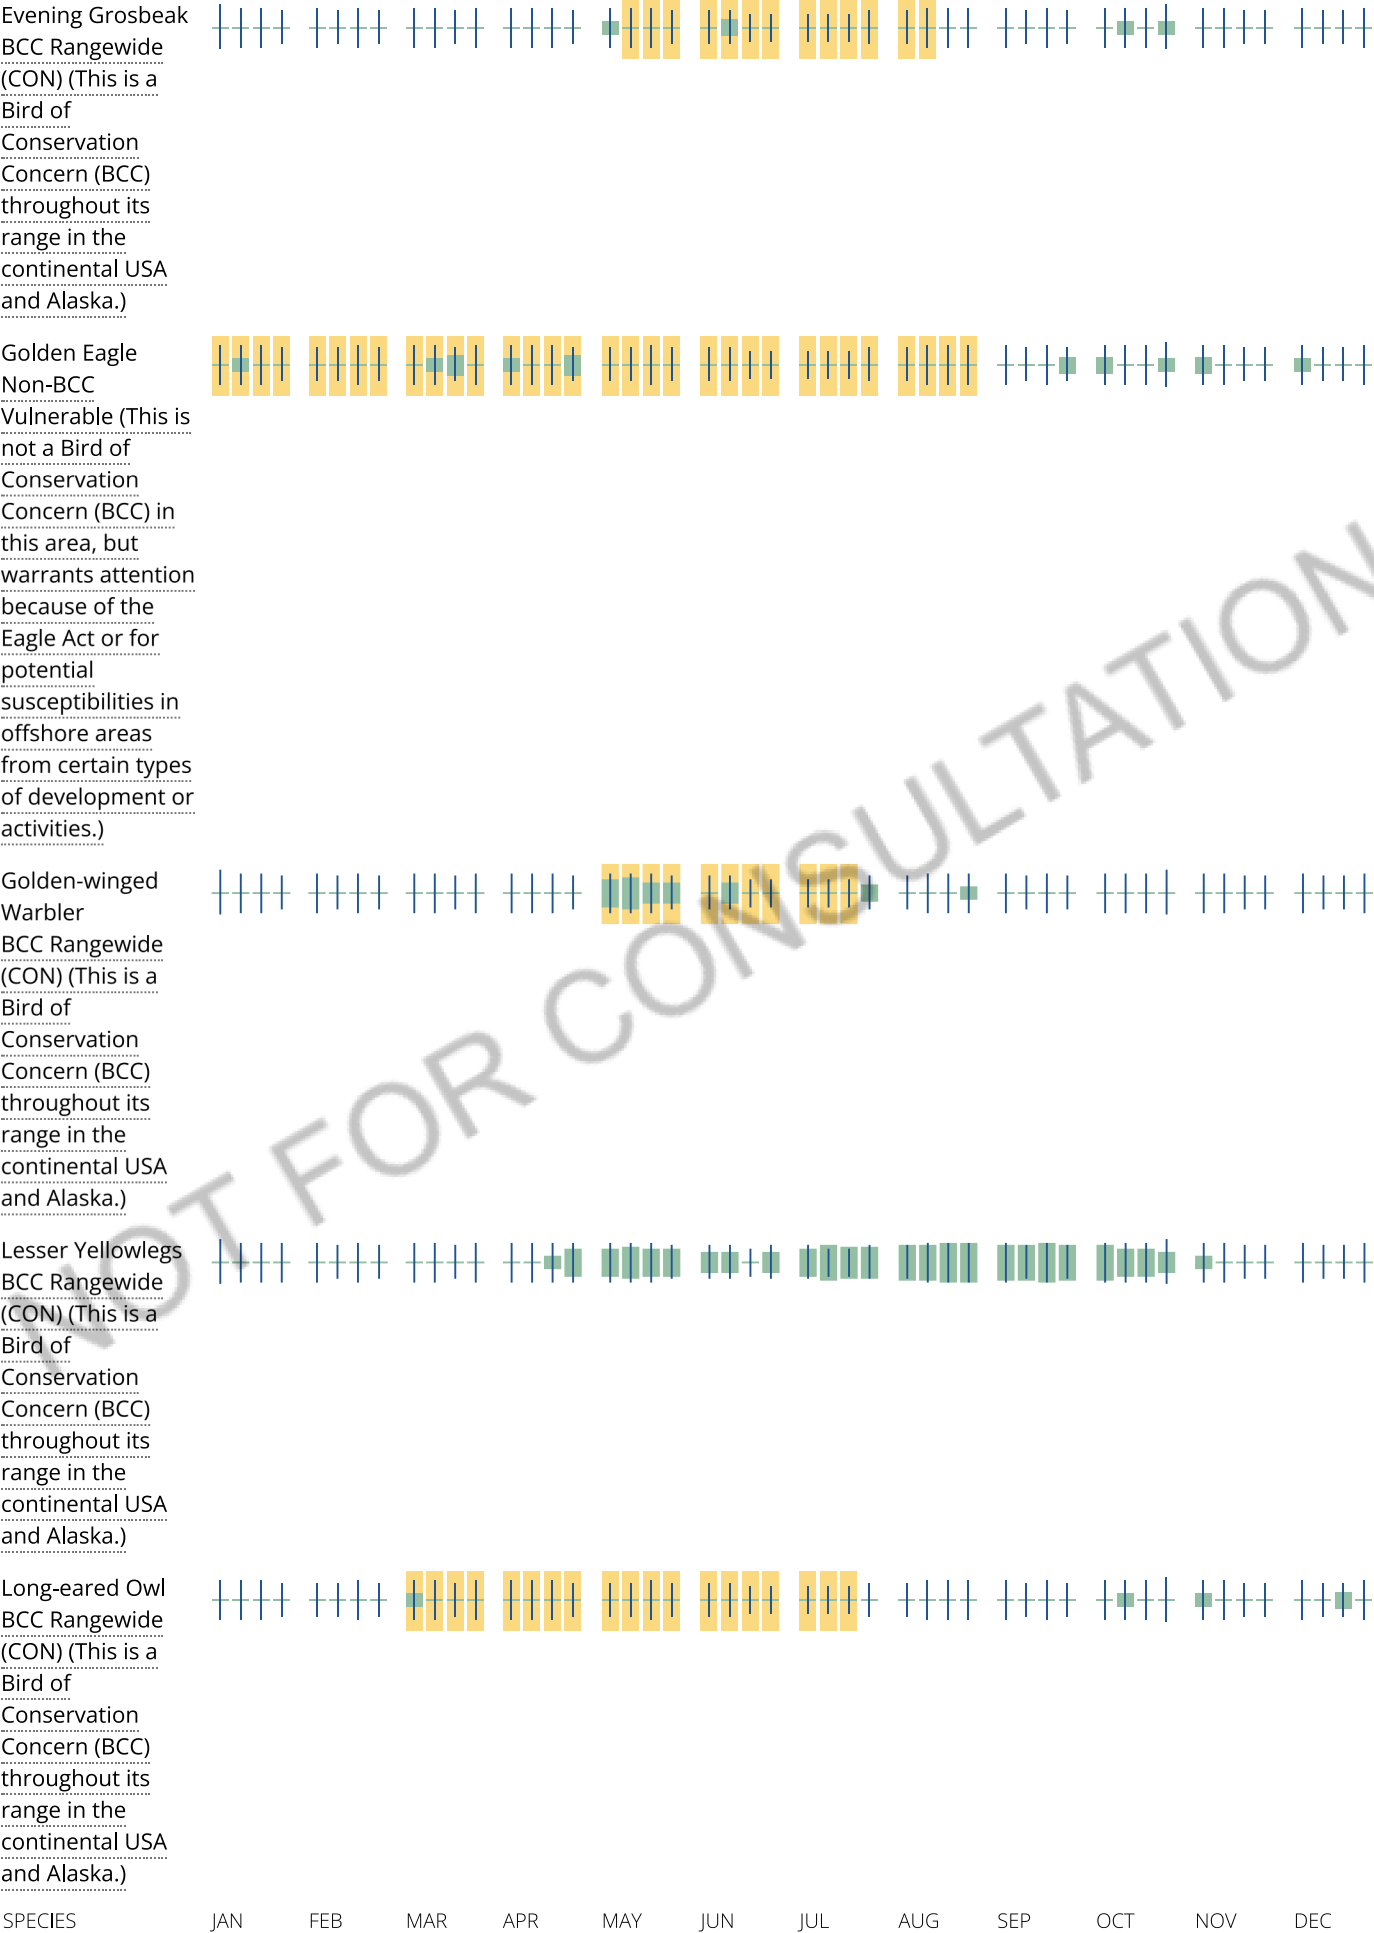 Evening Grosbeak
BCC Rangewide
(CON) (This is a
Bird of
Conservation
Concern (BCC)
throughout its
range in the
continental USA
and Alaska.)
Golden Eagle
Non-BCC
Vulnerable (This is
not a Bird of
Conservation
Concern (BCC) in
this area, but
warrants attention
because of the
Eagle Act or for
potential
susceptibilities in
offshore areas
from certain types
of development or
activities.)
Golden-winged
Warbler
BCC Rangewide
(CON) (This is a
Bird of
Conservation
Concern (BCC)
throughout its
range in the
continental USA
and Alaska.)
Lesser Yellowlegs
BCC Rangewide
(CON) (This is a
Bird of
Conservation
Concern (BCC)
throughout its
range in the
continental USA
and Alaska.)
Long-eared Owl
BCC Rangewide
(CON) (This is a
Bird of
Conservation
Concern (BCC)
throughout its
range in the
continental USA
and Alaska.)
SPECIES JAN FEB MAR APR MAY JUN JUL AUG SEP OCT NOV DEC
NOT FOR CONSULTATION